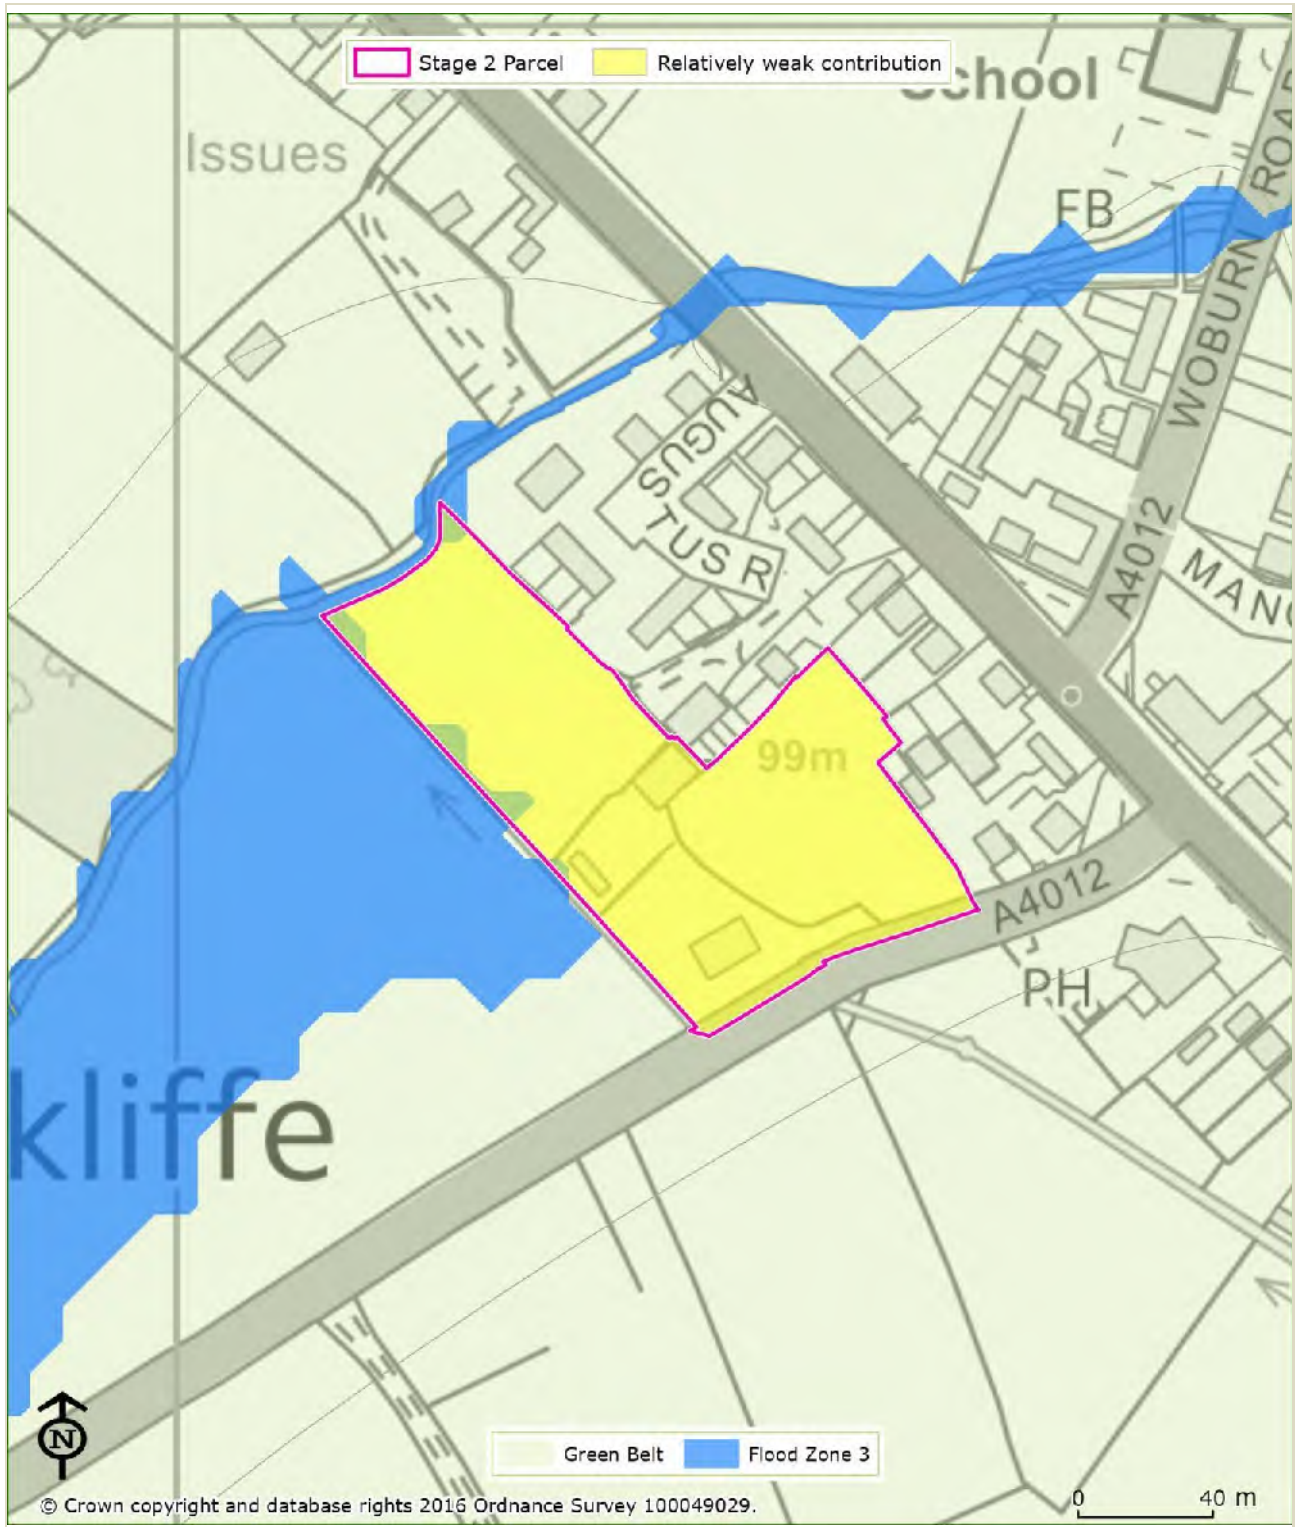 Stage 2 Parcel Relatively weak contribution
School
Issues
ROAD
FB
WOBURN
AUGUS
TUS R
A4012
MANO
99m
A4012
PH
kliffe
N
Green Belt Flood Zone 3
© Crown copyright and database rights 2016 Ordnance Survey 100049029.
0 40 m